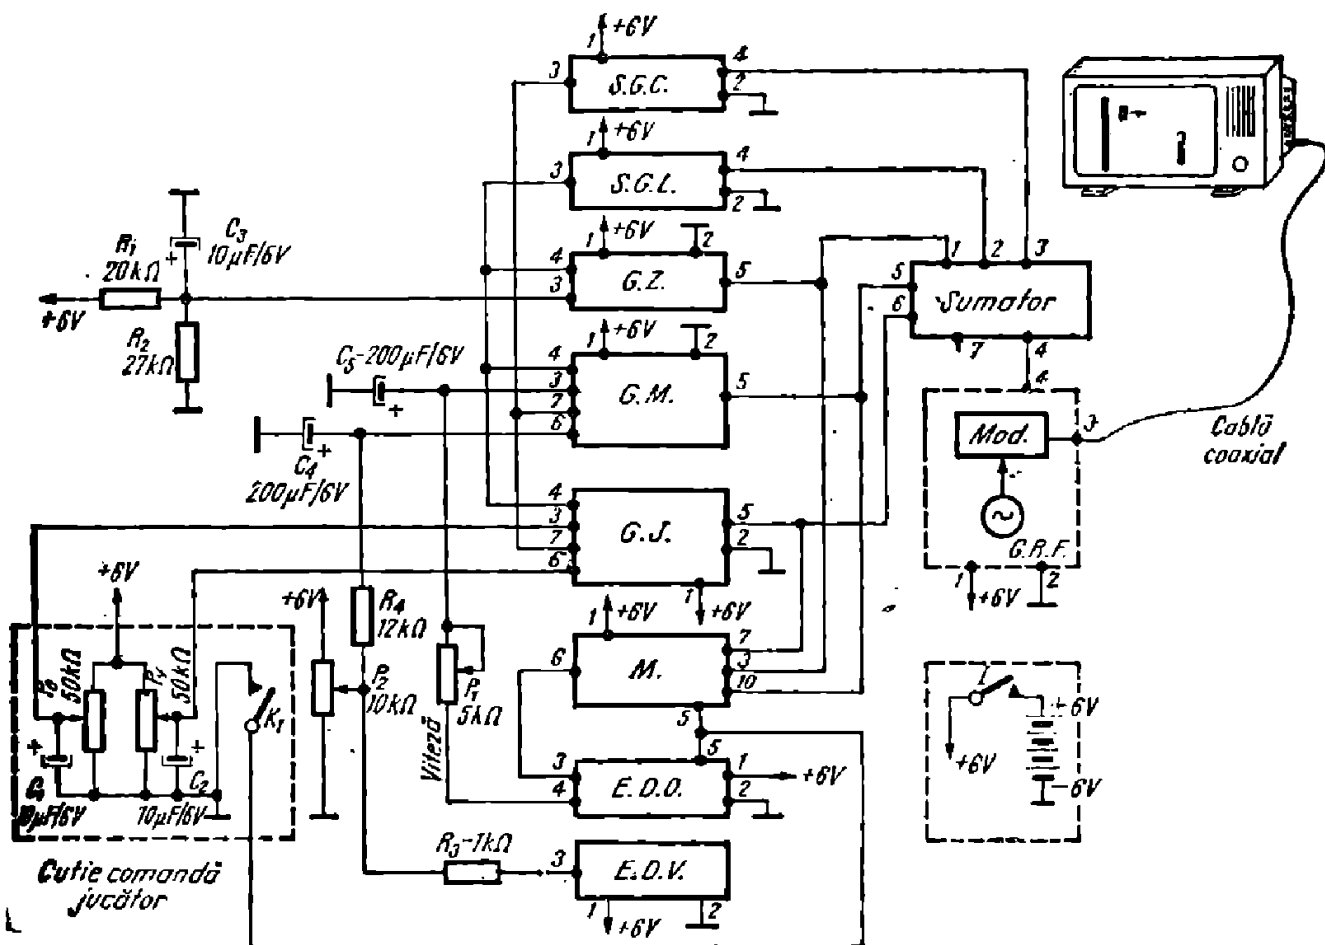 +6V
1
3
S.G.C.
4
2
+6V
1
3
S.G.L.
4
2
+6V
1
2
4
3
G.Z.
5
+6V
1
2
4
3
7
6
G.M.
5
4
3
7
6
G.J.
5
2
1
+6V
1
+6V
6
M.
7
3
10
5
5
3
4
E.D.O.
1
2
+6V
3
E.D.V.
1
2
+6V
R1
20kΩ
+6V
C3
10µF/6V
+
R2
27kΩ
C5-200µF/6V
+
C4
200µF/6V
+
+6V
50kΩ
50kΩ
K1
+
+
C2
10µF/6V
Cutie comandă
jucător
+6V
R4
12kΩ
P2
10kΩ
P1
5kΩ
Viteză
R3-1kΩ
1
2
3
5
6
Sumator
7
4
4
Mod.
3
G.R.F.
1
2
+6V
Cablu
coaxial
I
+6V
+6V
-6V